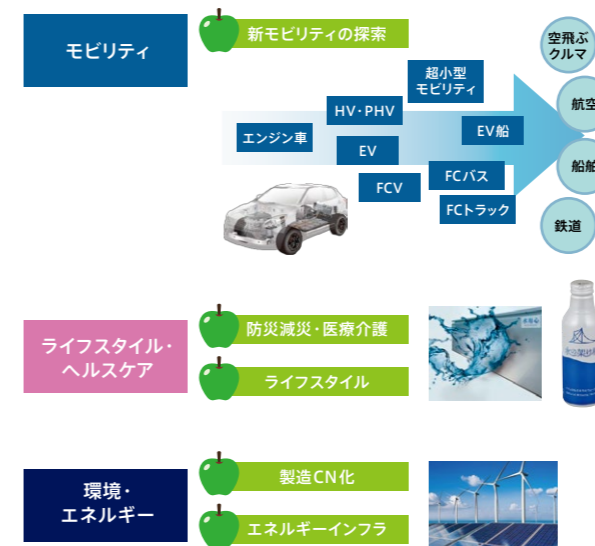 モビリティ
新モビリティの探索
空飛ぶ
クルマ
超小型
モビリティ
航空
HV・PHV
エンジン車
EV船
EV
船舶
FCバス
FCV
FCトラック
鉄道
ライフスタイル・
ヘルスケア
防災減災・医療介護
ライフスタイル
環境・
エネルギー
製造CN化
エネルギーインフラ